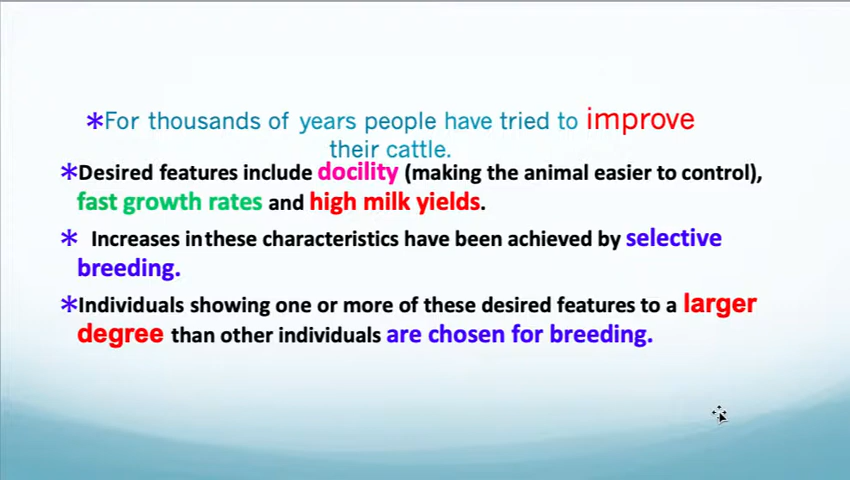 *For thousands of years people have tried to improve
their cattle.
*Desired features include docility (making the animal easier to control),
fast growth rates and high milk yields.
* Increases in these characteristics have been achieved by selective
breeding.
*Individuals showing one or more of these desired features to a larger
degree than other individuals are chosen for breeding.